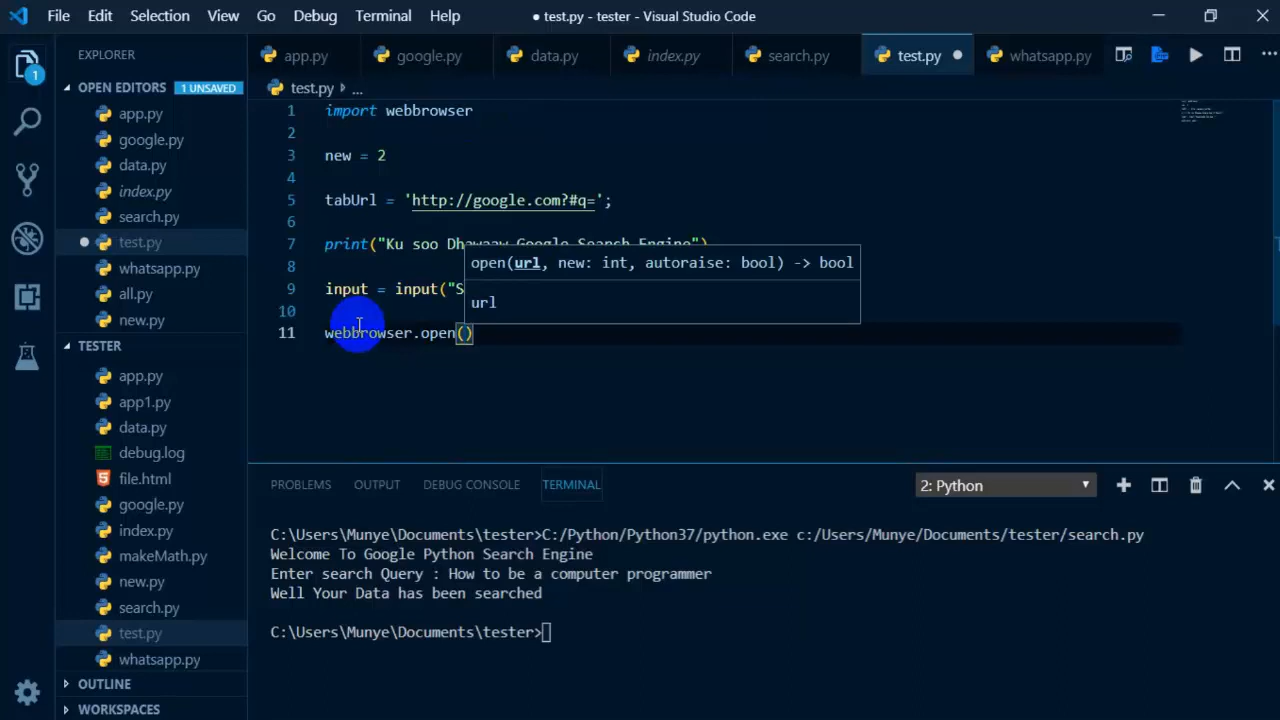 File Edit Selection View Go Debug Terminal Help
● test.py - tester - Visual Studio Code
EXPLORER
app.py google.py data.py index.py search.py test.py whatsapp.py
OPEN EDITORS 1 UNSAVED
app.py
google.py
data.py
index.py
search.py
test.py
whatsapp.py
all.py
new.py
TESTER
app.py
app1.py
data.py
debug.log
file.html
google.py
index.py
makeMath.py
new.py
search.py
test.py
whatsapp.py
OUTLINE
WORKSPACES
1
test.py › ...
1 import webbrowser
2
3 new = 2
4
5 tabUrl = 'http://google.com?#q=';
6
7 print("Ku soo Dhawaaw Google Search Engine")
8
open(url, new: int, autoraise: bool) -> bool
9 input = input("S
url
10
11 webbrowser.open()
PROBLEMS OUTPUT DEBUG CONSOLE TERMINAL 2: Python
C:\Users\Munye\Documents\tester>C:/Python/Python37/python.exe c:/Users/Munye/Documents/tester/search.py
Welcome To Google Python Search Engine
Enter search Query : How to be a computer programmer
Well Your Data has been searched
C:\Users\Munye\Documents\tester>